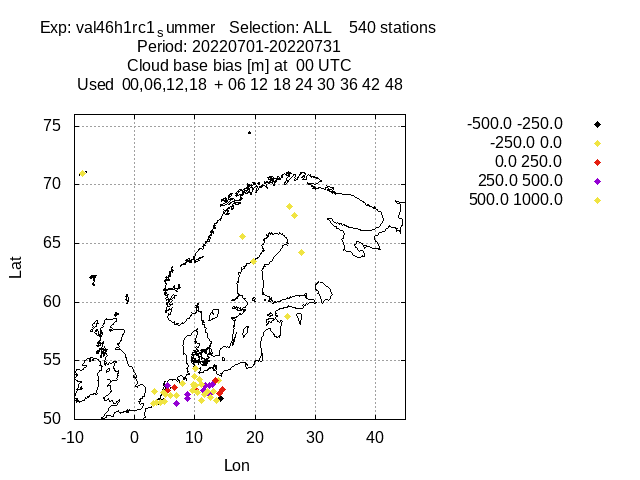 Exp: val46h1rc1summer Selection: ALL 540 stations
Period: 20220701-20220731
Cloud base bias [m] at 00 UTC
Used 00,06,12,18 + 06 12 18 24 30 36 42 48
-500.0 -250.0
-250.0 0.0
0.0 250.0
250.0 500.0
500.0 1000.0
75
70
65
60
55
50
Lat
-10 0 10 20 30 40
Lon